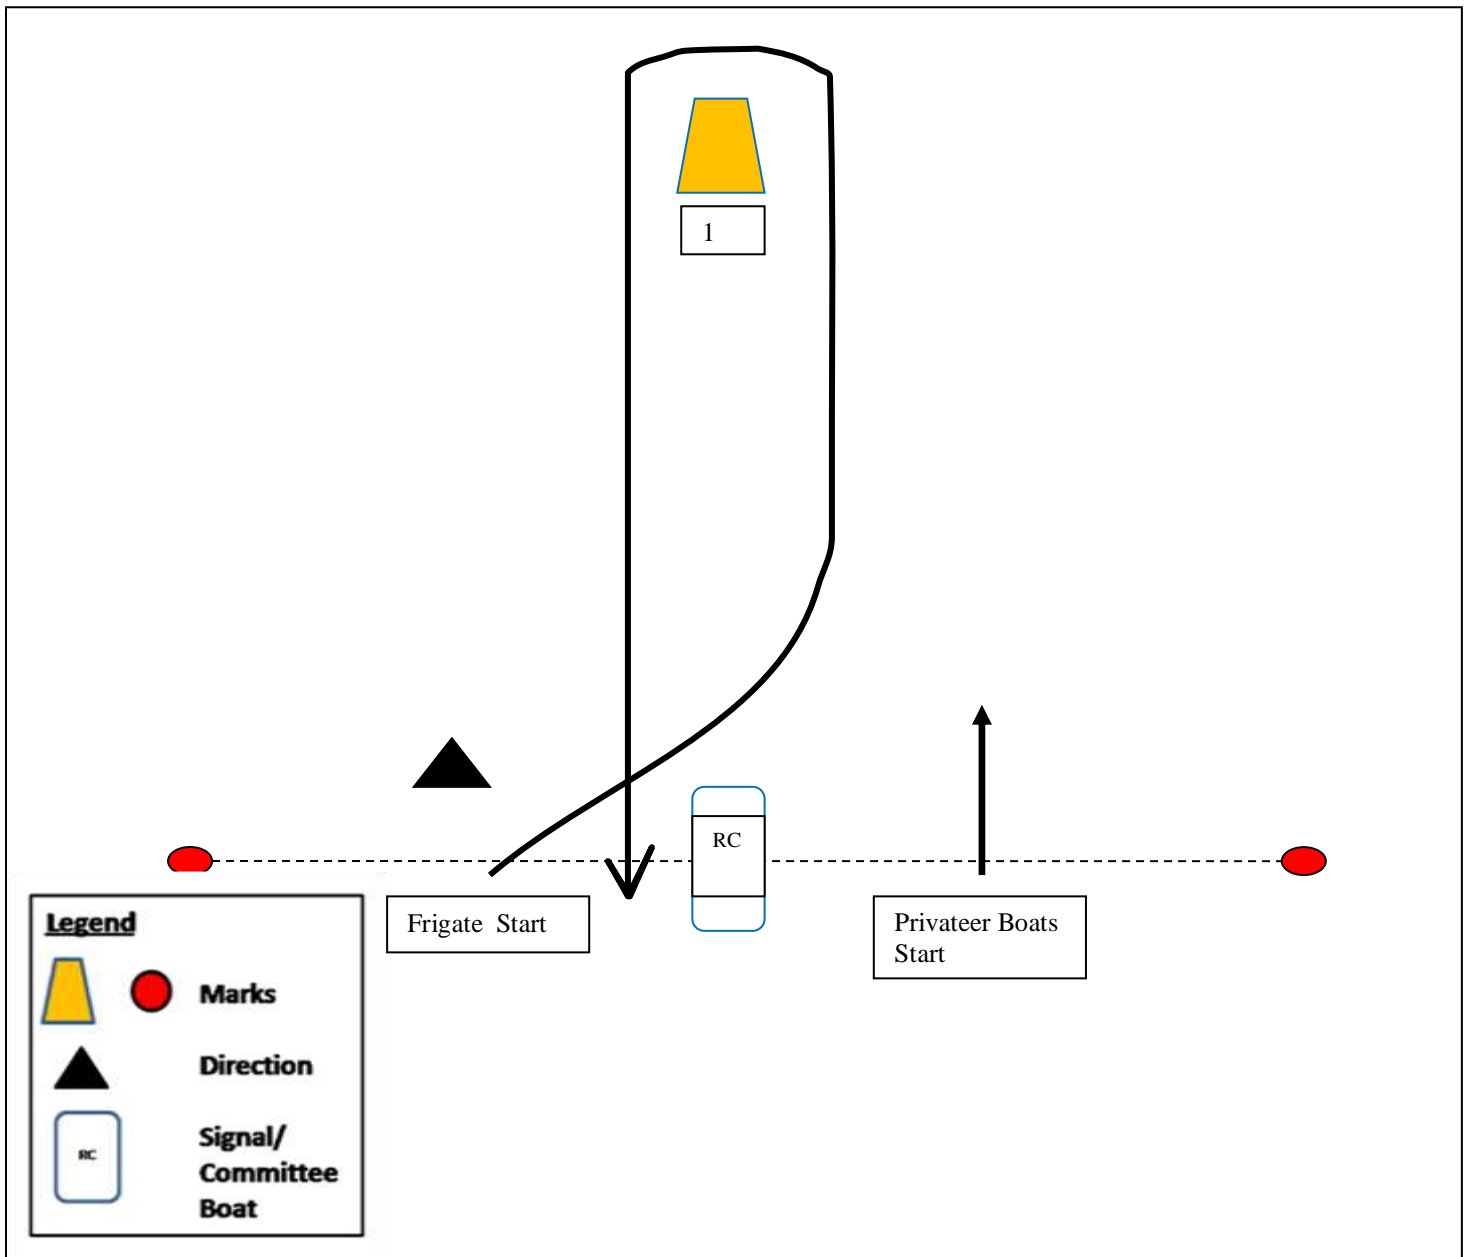 1
RC
Frigate  Start
Privateer Boats
Start
Legend
Marks
Direction
RC
Signal/
Committee
Boat